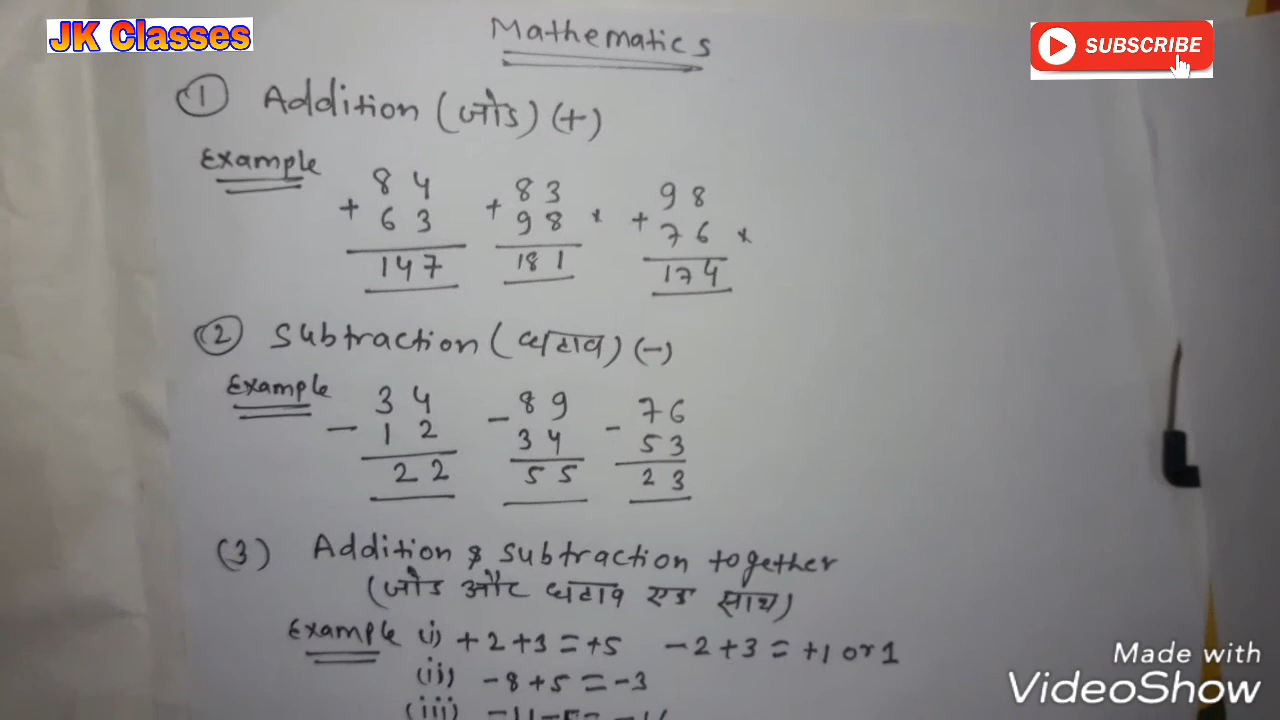 JK Classes
SUBSCRIBE
Mathematics
① Addition (जोड) (+)
Example
84 83 98
+ 63 + 98 * + 76 *
147 181 174
② Subtraction (घटाव) (-)
Example
34 89 76
- 12 - 34 - 53
22 55 23
(3) Addition & subtraction together
(जोड और घटाव एड साथ)
Example (i) +2+3=+5 -2+3=+1 or 1
(ii) -8+5=-3
(iii)
Made with
VideoShow